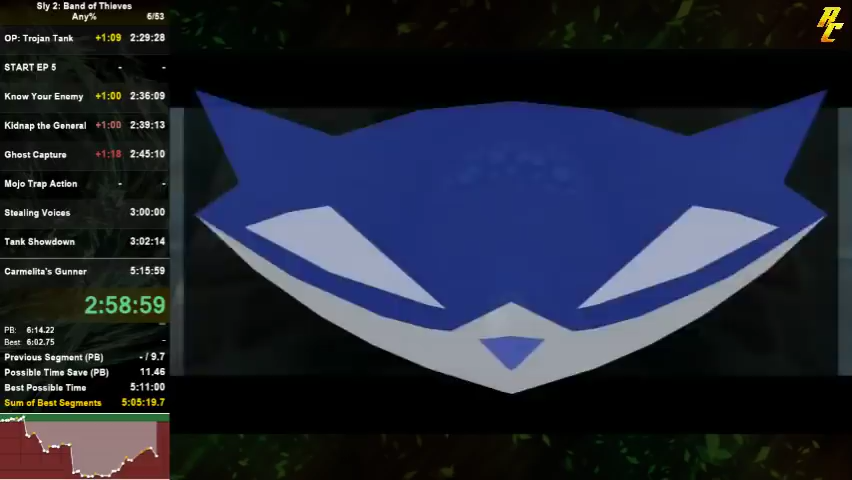 Sly 2: Band of Thieves
Any% 6/53
OP: Trojan Tank +1:09 2:29:28
START EP 5 - -
Know Your Enemy +1:00 2:36:09
Kidnap the General +1:00 2:39:13
Ghost Capture +1:18 2:45:10
Mojo Trap Action - -
Stealing Voices 3:00:00
Tank Showdown 3:02:14
Carmelita's Gunner 5:15:59
2:58:59
PB: 6:14.22 –
Best: 6:02.75
Previous Segment (PB) - / 9.7
Possible Time Save (PB) 11.46
Best Possible Time 5:11:00
Sum of Best Segments 5:05:19.7